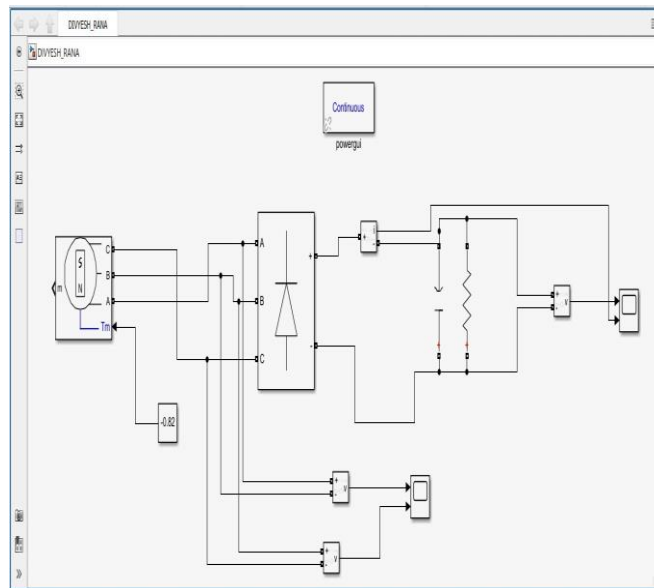 DIVYESH_RANA
DIVYESH_RANA
Continuous
powergui
m
S
N
C
B
A
Tm
-0.82
A
B
C
+
-
+
i
-
+
-
v
+
-
v
+
-
v